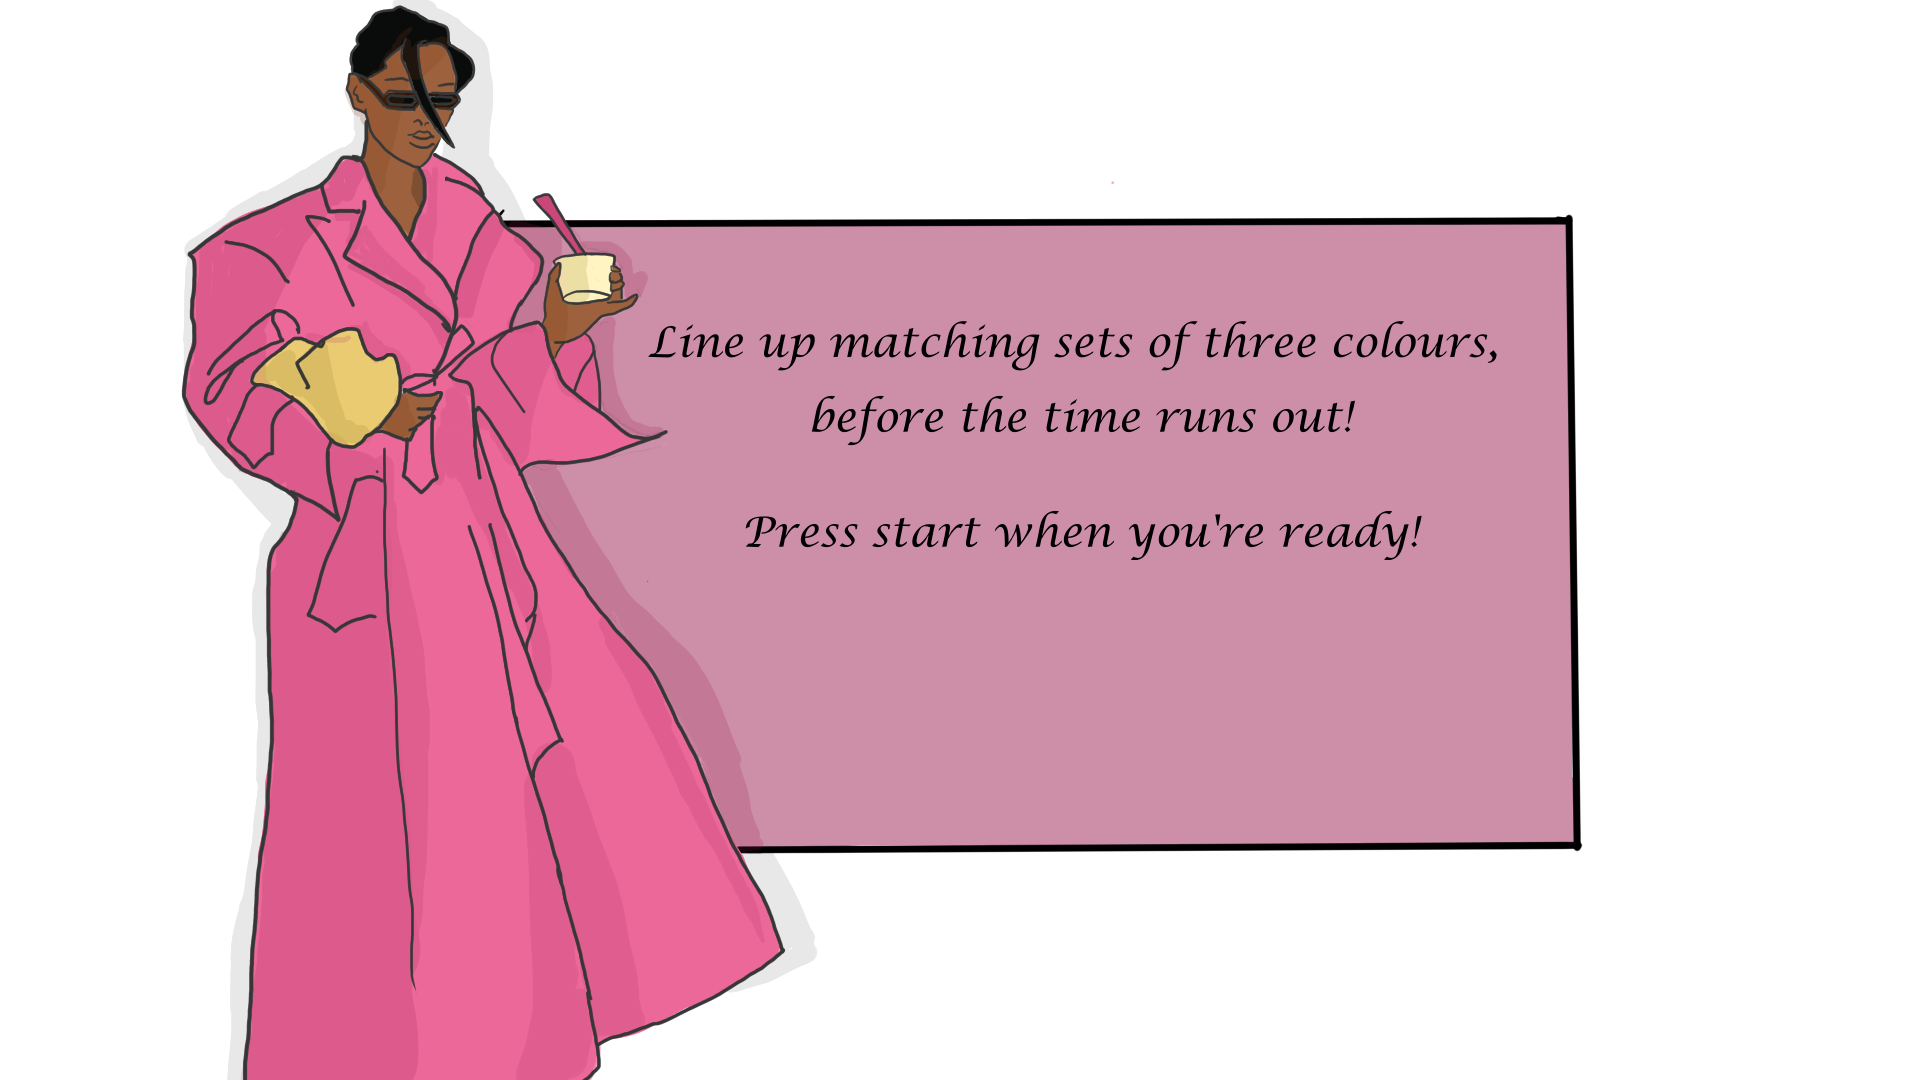 Line up matching sets of three colours,
before the time runs out!
Press start when you're ready!